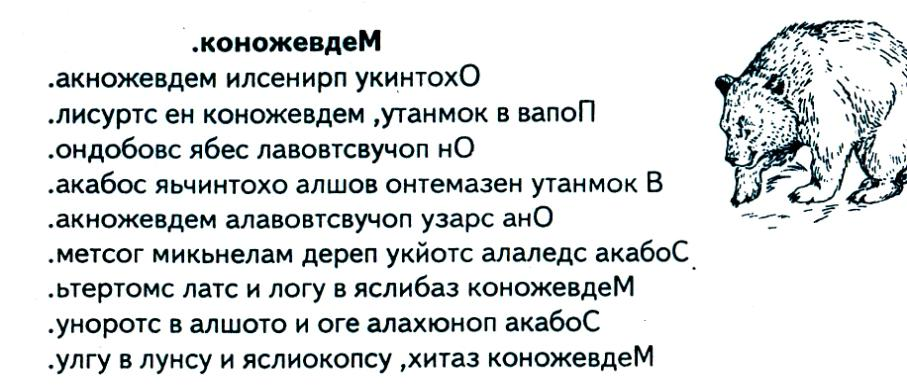 .коножевдеМ
.акножевдем илсенирп укинтохО
.лисуртс ен коножевдем ,утанмок в вапоП
.ондобовс ябес лавовтсвучоп нО
.акабос яьчинтохо алшов онтемазен утанмок В
.акножевдем алавовтсвучоп узарс анО
.метсог микьнелам дереп укйотс алаледс акабоС
.ьтертомс латс и логу в яслибаз коножевдеМ
.уноротс в алшото и оге алахюноп акабоС
.улгу в лунсу и яслиокопсу ,хитаз коножевдеМ